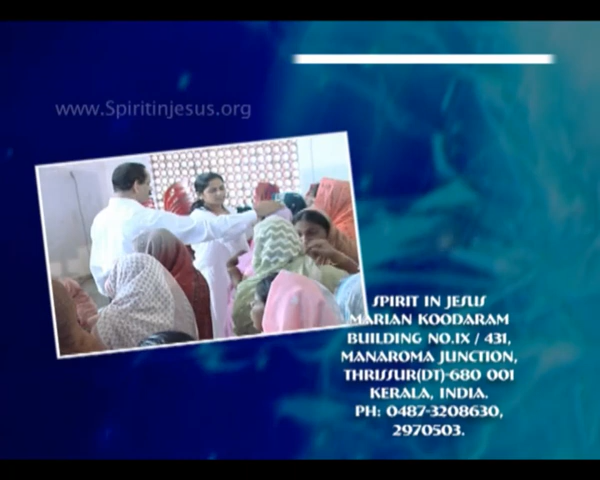 www.Spiritinjesus.org
SPIRIT IN JESUS
MARIAN KOODARAM
BUILDING NO.IX / 431,
MANAROMA JUNCTION,
THRISSUR(DT)-680 001
KERALA, INDIA.
PH: 0487-3208630,
2970503.